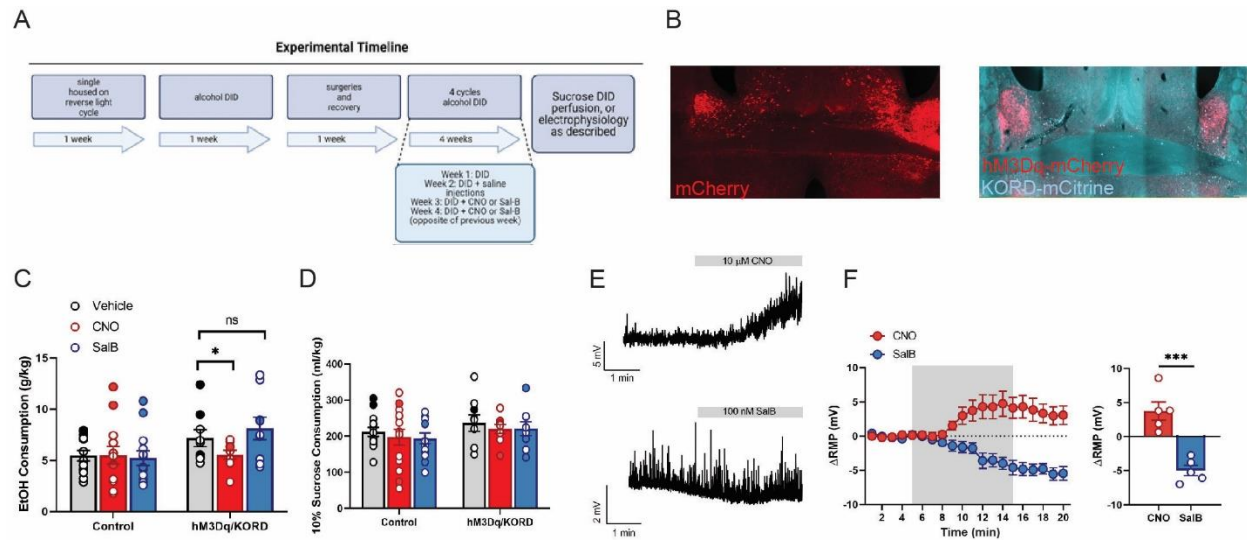 A
Experimental Timeline
single
housed on
reverse light
cycle
alcohol DID
surgeries
and
recovery
4 cycles
alcohol DID
Sucrose DID
perfusion, or
electrophysiology
as described
1 week
1 week
1 week
4 weeks
Week 1: DID
Week 2: DID + saline
injections
Week 3: DID + CNO or Sal-B
Week 4: DID + CNO or Sal-B
(opposite of previous week)
B
mCherry
hM3Dq-mCherry
KORD-mCitrine
C
Vehicle
CNO
SalB
ns
*
EtOH Consumption (g/kg)
15
10
5
0
Control
hM3Dq/KORD
D
10% Sucrose Consumption (ml/kg)
400
300
200
100
0
Control
hM3Dq/KORD
E
10 μM CNO
5 mV
1 min
100 nM SalB
2 mV
1 min
F
CNO
SalB
ΔRMP (mV)
10
5
0
-5
-10
2 4 6 8 10 12 14 16 18 20
Time (min)
***
ΔRMP (mV)
10
5
0
-5
-10
CNO SalB